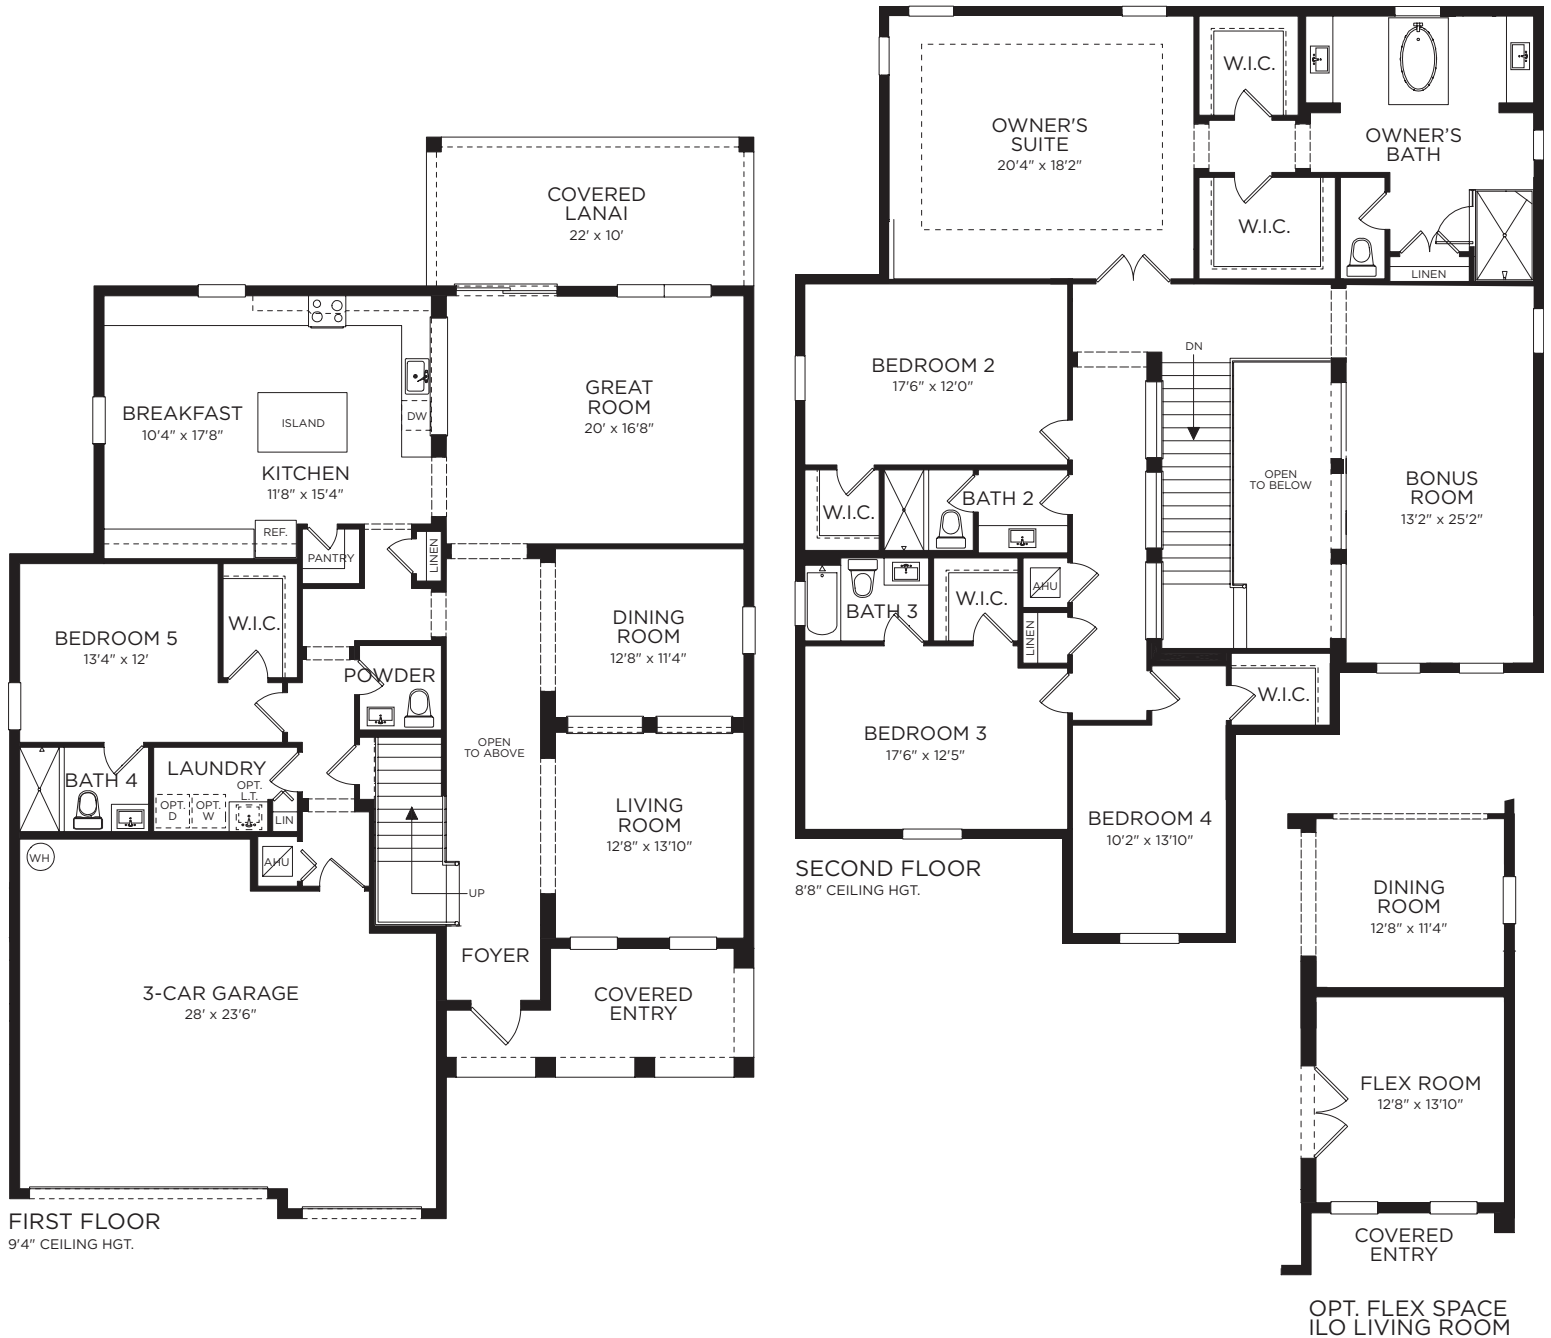 COVERED
LANAI
22' x 10'
BREAKFAST
10'4" x 17'8"
ISLAND
DW
KITCHEN
11'8" x 15'4"
GREAT
ROOM
20' x 16'8"
REF.
PANTRY
LINEN
BEDROOM 5
13'4" x 12'
W.I.C.
DINING
ROOM
12'8" x 11'4"
POWDER
OPEN
TO ABOVE
BATH 4
LAUNDRY
OPT.
L.T.
OPT.
D
OPT.
W
LIN
LIVING
ROOM
12'8" x 13'10"
WH
AHU
UP
FOYER
3-CAR GARAGE
28' x 23'6"
COVERED
ENTRY
FIRST FLOOR
9'4" CEILING HGT.
OWNER'S
SUITE
20'4" x 18'2"
W.I.C.
OWNER'S
BATH
W.I.C.
LINEN
BEDROOM 2
17'6" x 12'0"
DN
OPEN
TO BELOW
BONUS
ROOM
13'2" x 25'2"
W.I.C.
BATH 2
BATH 3
W.I.C.
AHU
LINEN
BEDROOM 3
17'6" x 12'5"
W.I.C.
BEDROOM 4
10'2" x 13'10"
SECOND FLOOR
8'8" CEILING HGT.
DINING
ROOM
12'8" x 11'4"
FLEX ROOM
12'8" x 13'10"
COVERED
ENTRY
OPT. FLEX SPACE
ILO LIVING ROOM